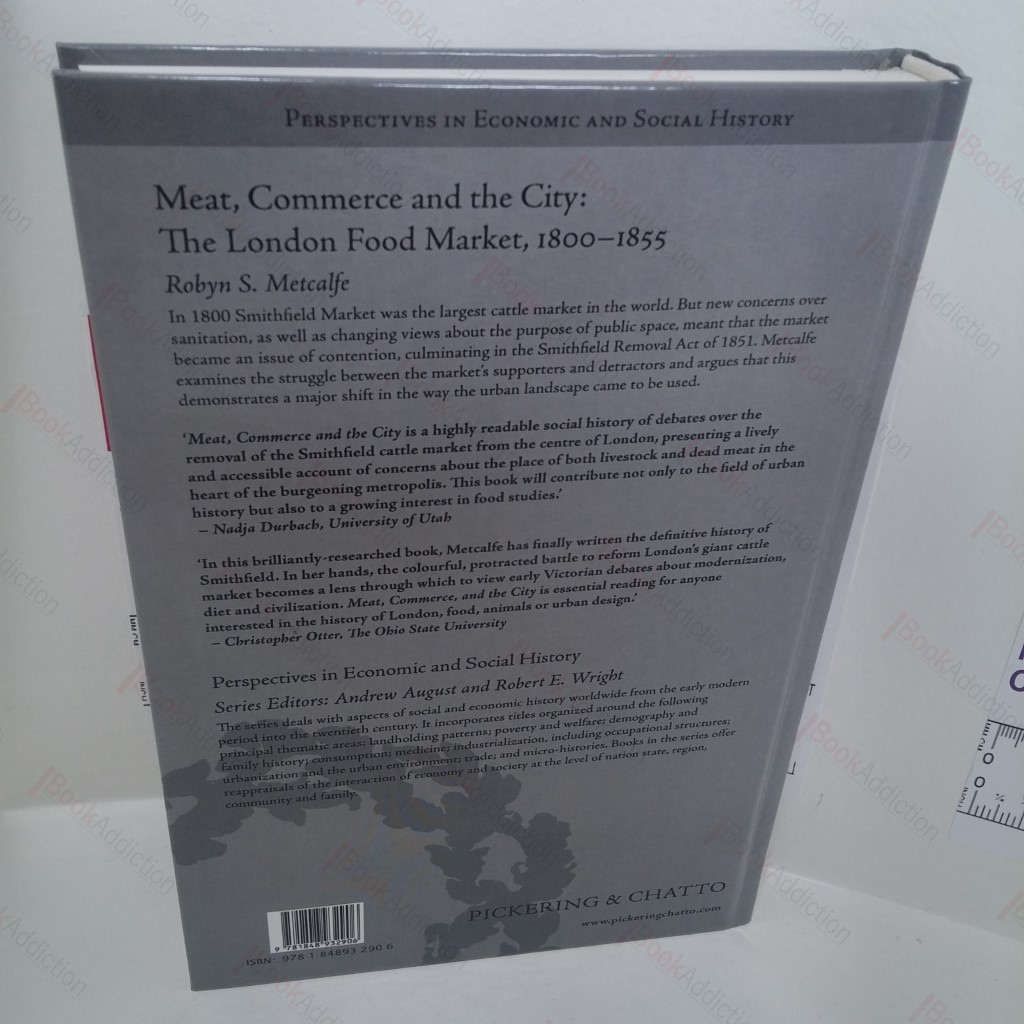 PERSPECTIVES IN ECONOMIC AND SOCIAL HISTORY
Meat, Commerce and the City:
The London Food Market, 1800–1855
Robyn S. Metcalfe
In 1800 Smithfield Market was the largest cattle market in the world. But new concerns over
sanitation, as well as changing views about the purpose of public space, meant that the market
became an issue of contention, culminating in the Smithfield Removal Act of 1851. Metcalfe
examines the struggle between the market's supporters and detractors and argues that this
demonstrates a major shift in the way the urban landscape came to be used.
'Meat, Commerce and the City is a highly readable social history of debates over the
removal of the Smithfield cattle market from the centre of London, presenting a lively
and accessible account of concerns about the place of both livestock and dead meat in the
heart of the burgeoning metropolis. This book will contribute not only to the field of urban
history but also to a growing interest in food studies.'
– Nadja Durbach, University of Utah
'In this brilliantly-researched book, Metcalfe has finally written the definitive history of
Smithfield. In her hands, the colourful, protracted battle to reform London's giant cattle
market becomes a lens through which to view early Victorian debates about modernization,
diet and civilization. Meat, Commerce, and the City is essential reading for anyone
interested in the history of London, food, animals or urban design.'
– Christopher Otter, The Ohio State University
Perspectives in Economic and Social History
Series Editors: Andrew August and Robert E. Wright
The series deals with aspects of social and economic history worldwide from the early modern
period into the twentieth century. It incorporates titles organized around the following
principal thematic areas: landholding patterns; poverty and welfare; demography and
family history; consumption; medicine; industrialization, including occupational structures;
urbanization and the urban environment; trade; and micro-histories. Books in the series offer
reappraisals of the interaction of economy and society at the level of nation state, region,
community and family.
PICKERING & CHATTO
www.pickeringchatto.com
9 781848 932906
ISBN: 978 1 84893 290 6
BookAddiction